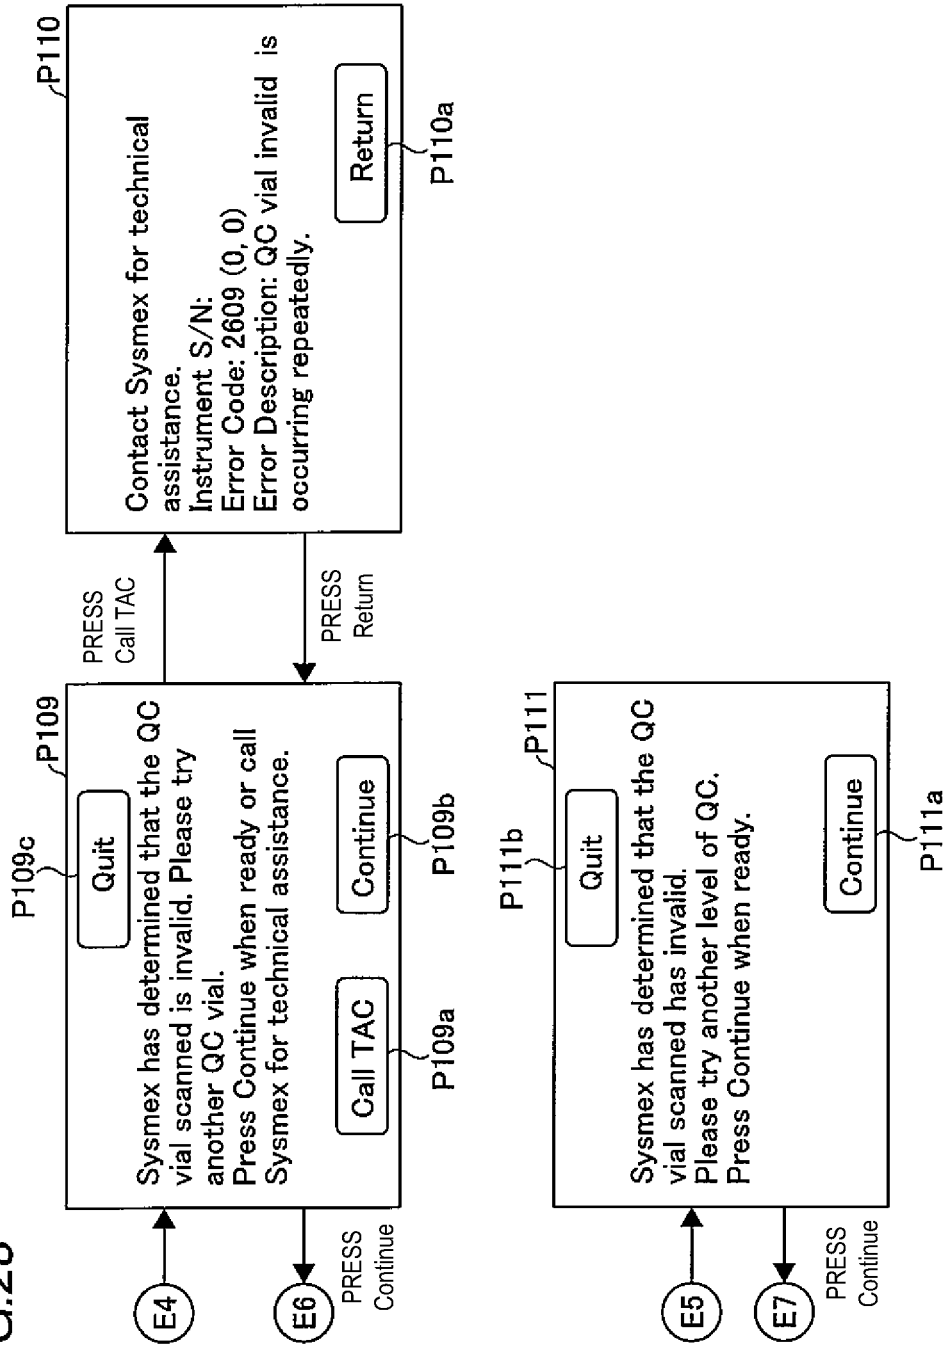 P109c
P109
Quit
Sysmex has determined that the QC
vial scanned is invalid. Please try
another QC vial.
Press Continue when ready or call
Sysmex for technical assistance.
Call TAC
Continue
P109a
P109b
E4
E6
PRESS
Continue
PRESS
Call TAC
PRESS
Return
P110
Contact Sysmex for technical
assistance.
Instrument S/N:
Error Code: 2609 (0, 0)
Error Description: QC vial invalid is
occurring repeatedly.
Return
P110a
P111b
P111
Quit
Sysmex has determined that the QC
vial scanned has invalid.
Please try another level of QC.
Press Continue when ready.
Continue
P111a
E5
E7
PRESS
Continue